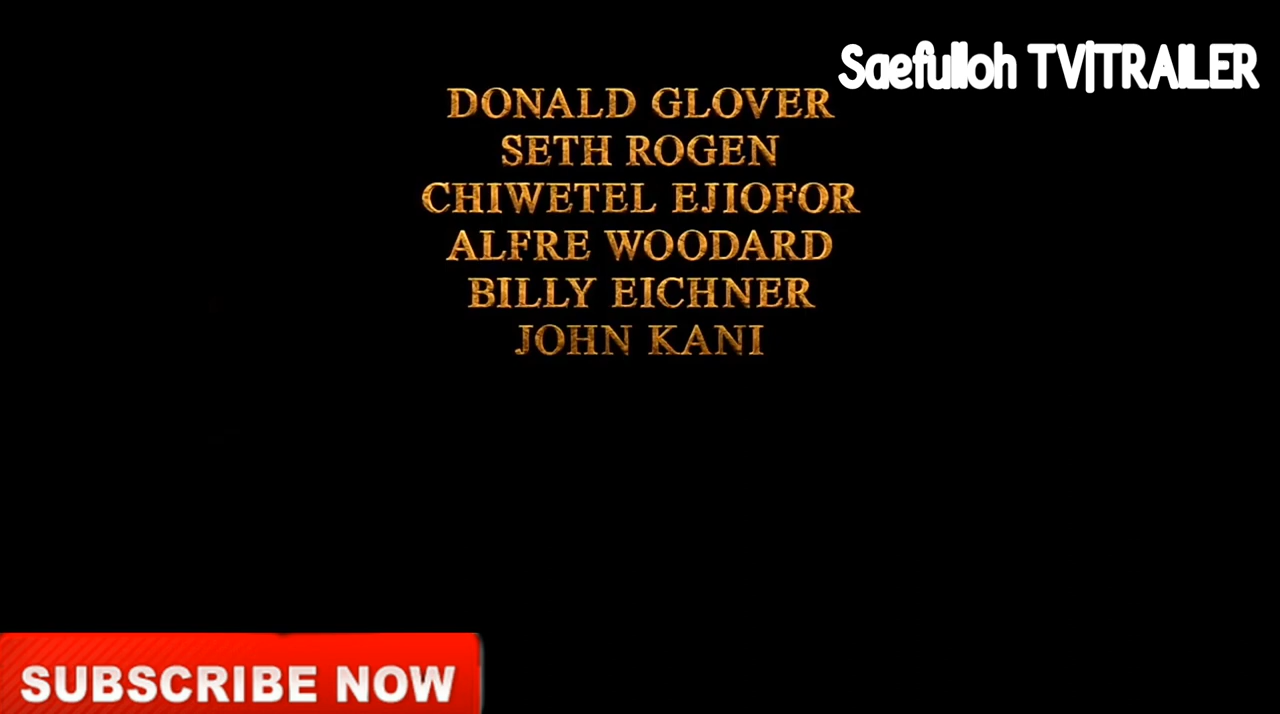 Saefulloh TV|TRAILER
DONALD GLOVER
SETH ROGEN
CHIWETEL EJIOFOR
ALFRE WOODARD
BILLY EICHNER
JOHN KANI
SUBSCRIBE NOW